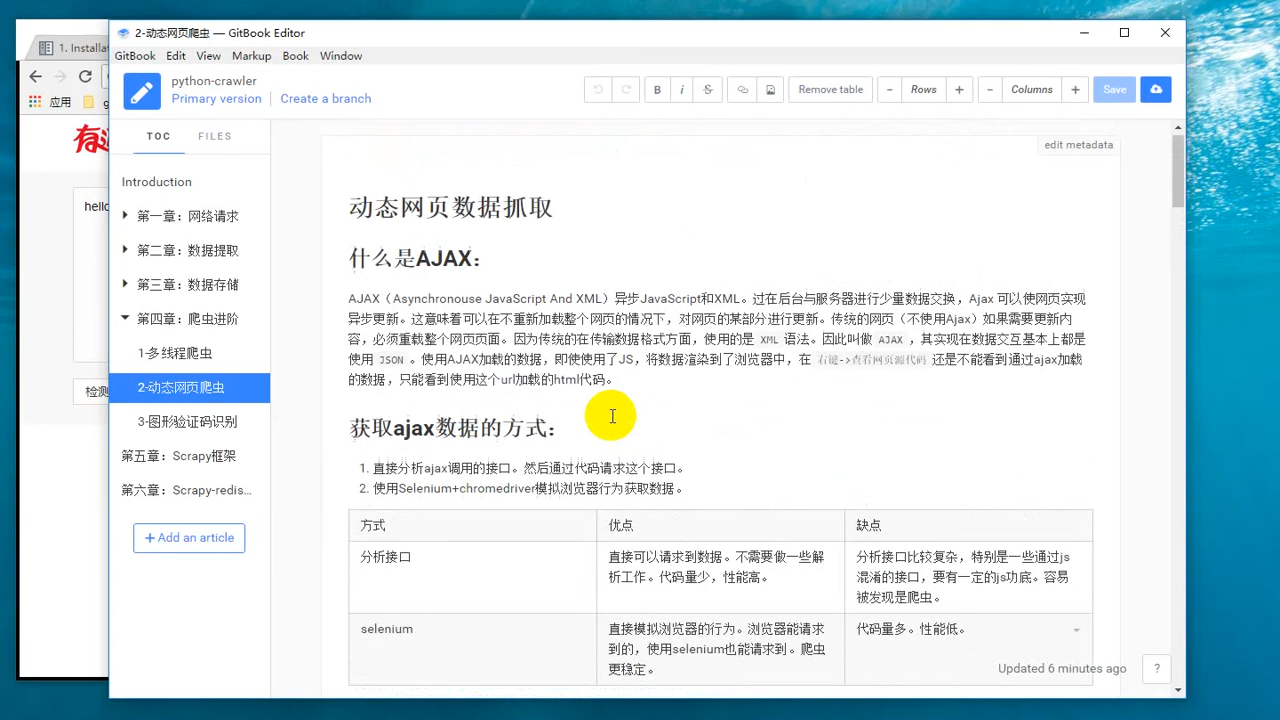 1. Installa
应用
g
有道
hello
检测
2-动态网页爬虫 — GitBook Editor
GitBook Edit View Markup Book Window
python-crawler
Primary version Create a branch
B i S Remove table − Rows + − Columns + Save
TOC FILES
Introduction
第一章：网络请求
第二章：数据提取
第三章：数据存储
第四章：爬虫进阶
1-多线程爬虫
2-动态网页爬虫
3-图形验证码识别
第五章：Scrapy框架
第六章：Scrapy-redis...
+ Add an article
edit metadata
动态网页数据抓取
什么是AJAX：
AJAX（Asynchronouse JavaScript And XML）异步JavaScript和XML。过在后台与服务器进行少量数据交换，Ajax 可以使网页实现
异步更新。这意味着可以在不重新加载整个网页的情况下，对网页的某部分进行更新。传统的网页（不使用Ajax）如果需要更新内
容，必须重载整个网页页面。因为传统的在传输数据格式方面，使用的是 XML 语法。因此叫做 AJAX ，其实现在数据交互基本上都是
使用 JSON 。使用AJAX加载的数据，即使使用了JS，将数据渲染到了浏览器中，在 右键->查看网页源代码 还是不能看到通过ajax加载
的数据，只能看到使用这个url加载的html代码。
获取ajax数据的方式：
1. 直接分析ajax调用的接口。然后通过代码请求这个接口。
2. 使用Selenium+chromedriver模拟浏览器行为获取数据。
方式 优点 缺点
分析接口 直接可以请求到数据。不需要做一些解 分析接口比较复杂，特别是一些通过js
析工作。代码量少，性能高。 混淆的接口，要有一定的js功底。容易
被发现是爬虫。
selenium 直接模拟浏览器的行为。浏览器能请求 代码量多。性能低。
到的，使用selenium也能请求到。爬虫
更稳定。
Updated 6 minutes ago ?